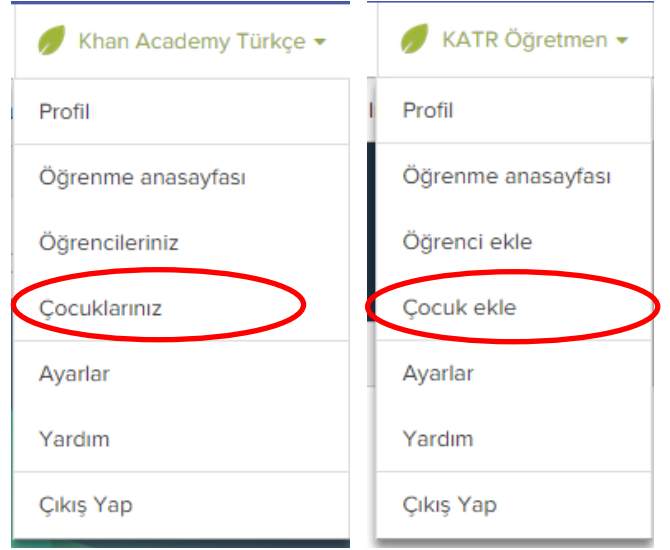 Khan Academy Türkçe
Profil
Öğrenme anasayfası
Öğrencileriniz
Çocuklarınız
Ayarlar
Yardım
Çıkış Yap
KATR Öğretmen
Profil
Öğrenme anasayfası
Öğrenci ekle
Çocuk ekle
Ayarlar
Yardım
Çıkış Yap